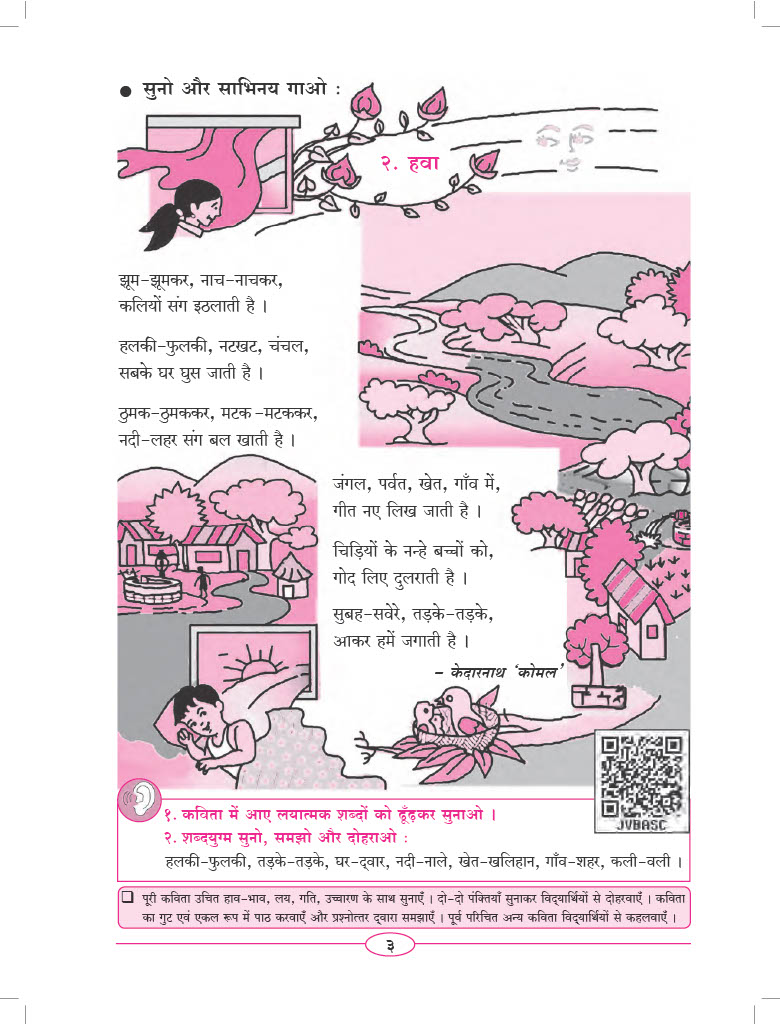 ● सुनो और साभिनय गाओ :
२. हवा
झूम-झूमकर, नाच-नाचकर,
कलियों संग इठलाती है ।
हलकी-फुलकी, नटखट, चंचल,
सबके घर घुस जाती है ।
ठुमक-ठुमककर, मटक-मटककर,
नदी-लहर संग बल खाती है ।
जंगल, पर्वत, खेत, गाँव में,
गीत नए लिख जाती है ।
चिड़ियों के नन्हे बच्चों को,
गोद लिए दुलराती है ।
सुबह-सवेरे, तड़के-तड़के,
आकर हमें जगाती है ।
- केदारनाथ ‘कोमल’
JVBASC
१. कविता में आए लयात्मक शब्दों को ढूँढ़कर सुनाओ ।
२. शब्दयुग्म सुनो, समझो और दोहराओ :
हलकी-फुलकी, तड़के-तड़के, घर-द्‌वार, नदी-नाले, खेत-खलिहान, गाँव-शहर, कली-वली ।
❑ पूरी कविता उचित हाव-भाव, लय, गति, उच्चारण के साथ सुनाएँ । दो-दो पंक्तियाँ सुनाकर विद्‌यार्थियों से दोहरवाएँ । कविता
का गुट एवं एकल रूप में पाठ करवाएँ और प्रश्नोत्तर द्‌वारा समझाएँ । पूर्व परिचित अन्य कविता विद्‌यार्थियों से कहलवाएँ ।
३